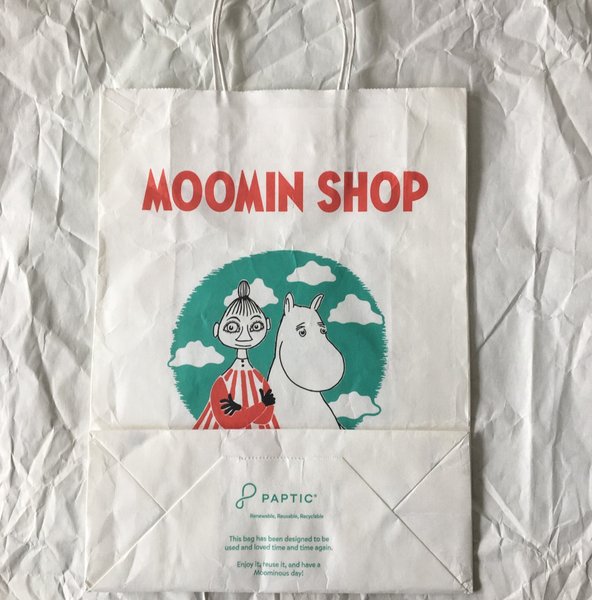 MOOMIN SHOP
PAPTIC®
Renewable, Reusable, Recyclable
This bag has been designed to be
used and loved time and time again.
Enjoy it, reuse it, and have a
Moominous day!